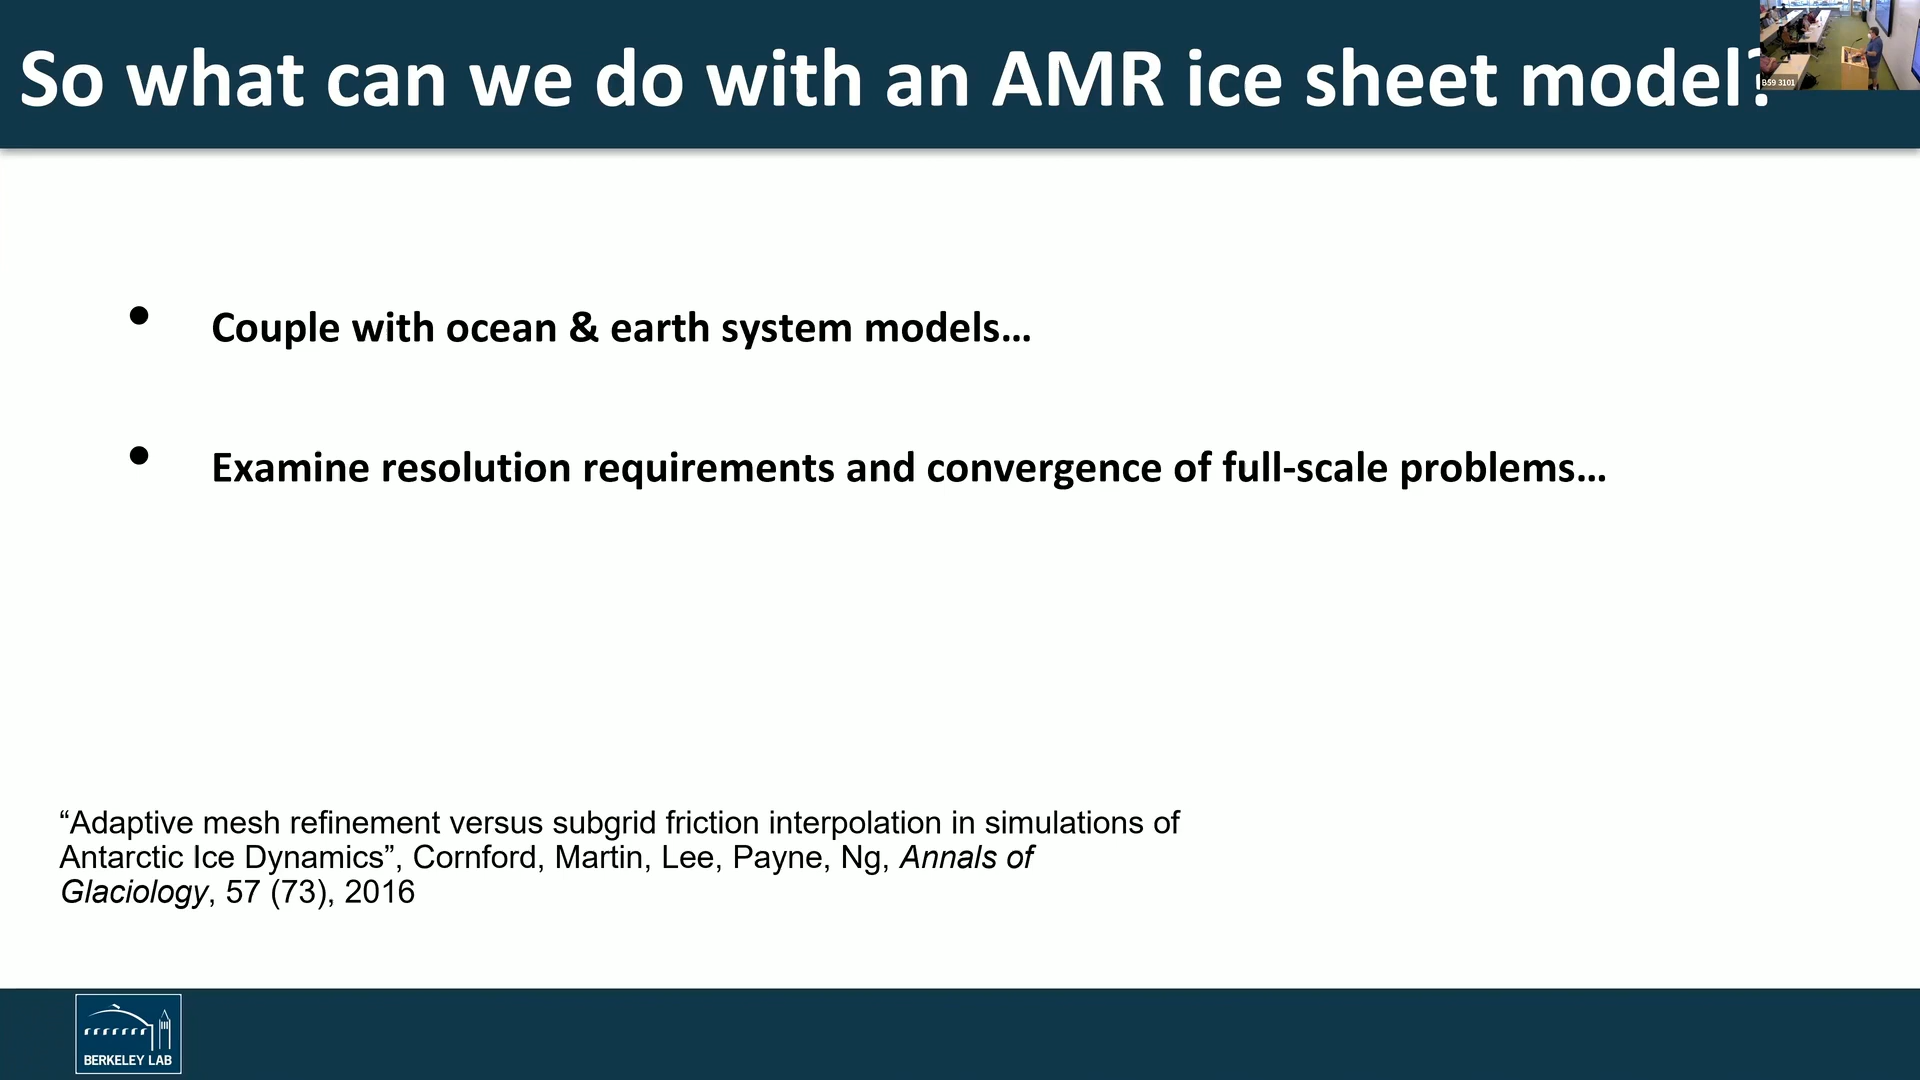 So what can we do with an AMR ice sheet model?
B59 3101
• Couple with ocean & earth system models…
• Examine resolution requirements and convergence of full-scale problems…
“Adaptive mesh refinement versus subgrid friction interpolation in simulations of
Antarctic Ice Dynamics”, Cornford, Martin, Lee, Payne, Ng, Annals of
Glaciology, 57 (73), 2016
BERKELEY LAB